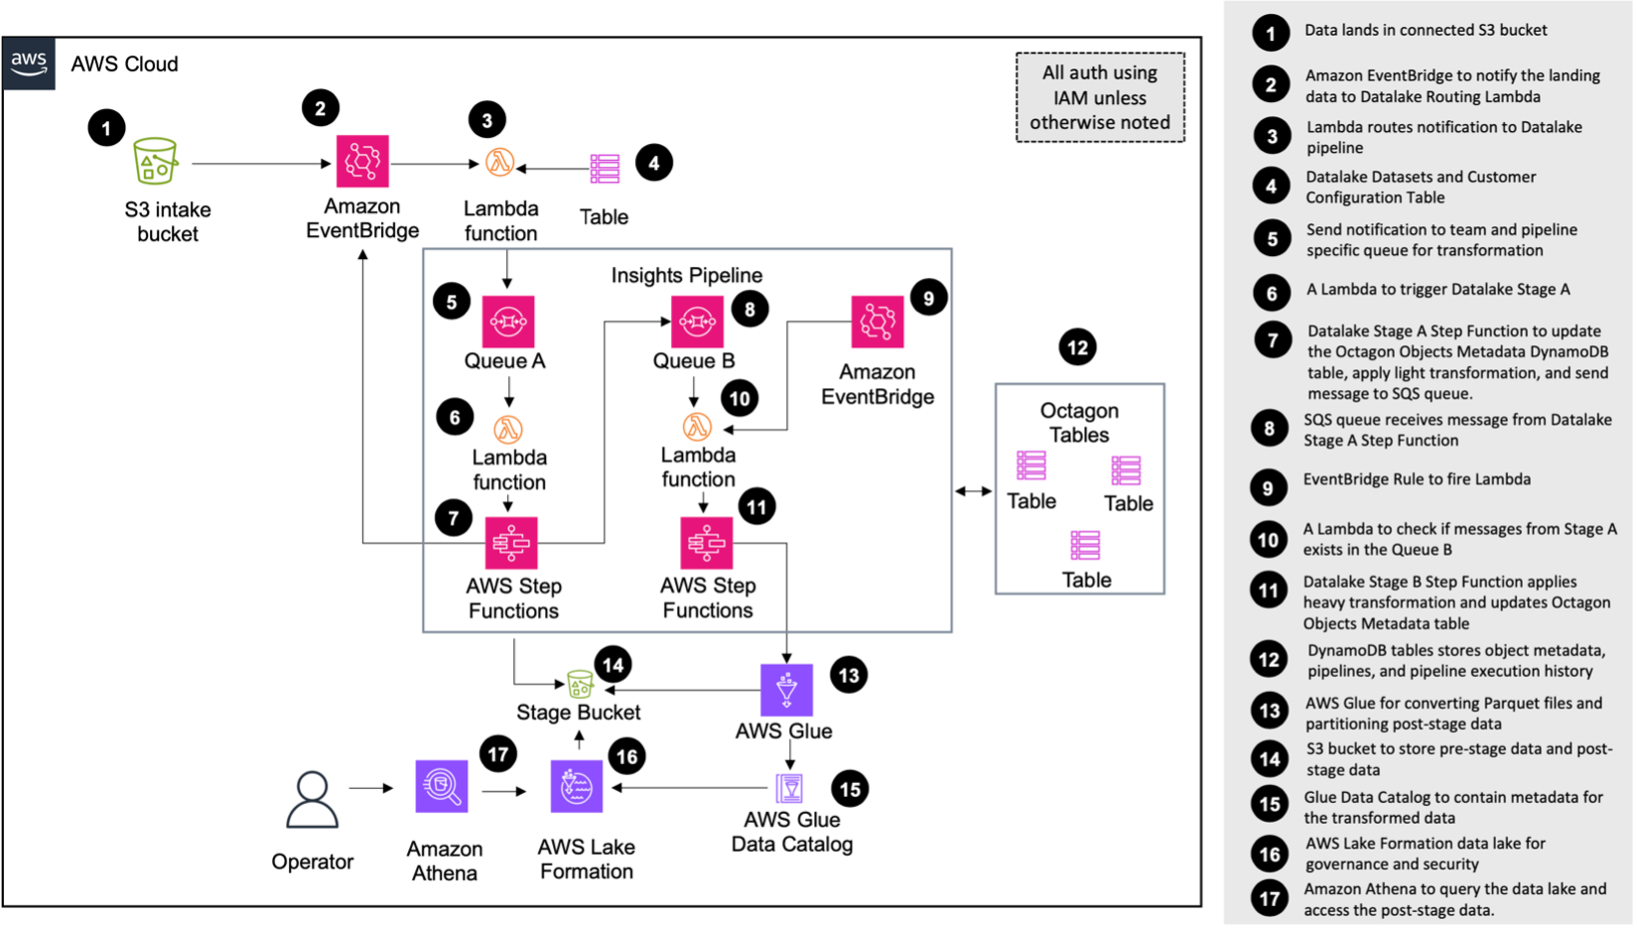 aws
AWS Cloud
All auth using
IAM unless
otherwise noted
1
S3 intake
bucket
2
Amazon
EventBridge
3
Lambda
function
4
Table
Insights Pipeline
5
Queue A
6
Lambda
function
7
AWS Step
Functions
8
Queue B
9
Amazon
EventBridge
10
Lambda
function
11
AWS Step
Functions
12
Octagon
Tables
Table
Table
Table
13
AWS Glue
14
Stage Bucket
15
AWS Glue
Data Catalog
16
AWS Lake
Formation
17
Amazon
Athena
Operator
1
Data lands in connected S3 bucket
2
Amazon EventBridge to notify the landing
data to Datalake Routing Lambda
3
Lambda routes notification to Datalake
pipeline
4
Datalake Datasets and Customer
Configuration Table
5
Send notification to team and pipeline
specific queue for transformation
6
A Lambda to trigger Datalake Stage A
7
Datalake Stage A Step Function to update
the Octagon Objects Metadata DynamoDB
table, apply light transformation, and send
message to SQS queue.
8
SQS queue receives message from Datalake
Stage A Step Function
9
EventBridge Rule to fire Lambda
10
A Lambda to check if messages from Stage A
exists in the Queue B
11
Datalake Stage B Step Function applies
heavy transformation and updates Octagon
Objects Metadata table
12
DynamoDB tables stores object metadata,
pipelines, and pipeline execution history
13
AWS Glue for converting Parquet files and
partitioning post-stage data
14
S3 bucket to store pre-stage data and post-
stage data
15
Glue Data Catalog to contain metadata for
the transformed data
16
AWS Lake Formation data lake for
governance and security
17
Amazon Athena to query the data lake and
access the post-stage data.